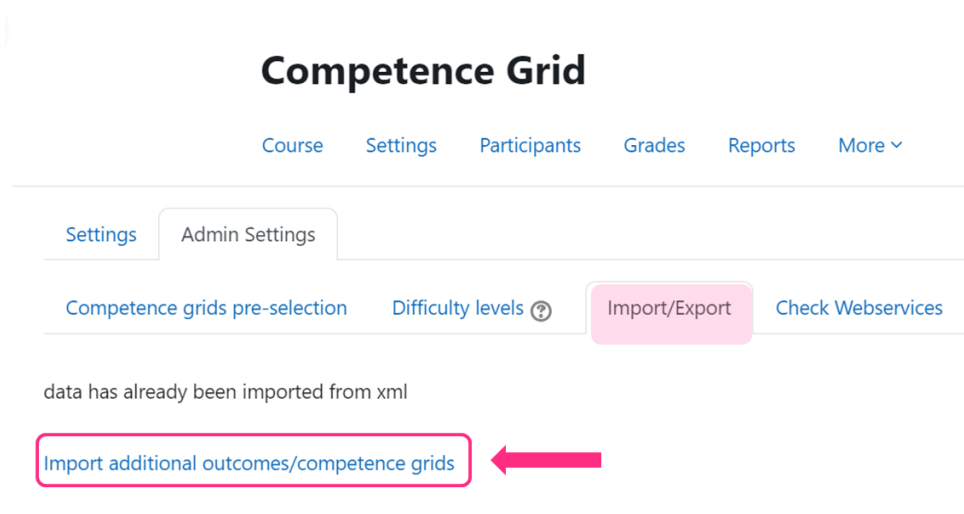 Competence Grid
Course Settings Participants Grades Reports More
Settings Admin Settings
Competence grids pre-selection Difficulty levels ? Import/Export Check Webservices
data has already been imported from xml
Import additional outcomes/competence grids